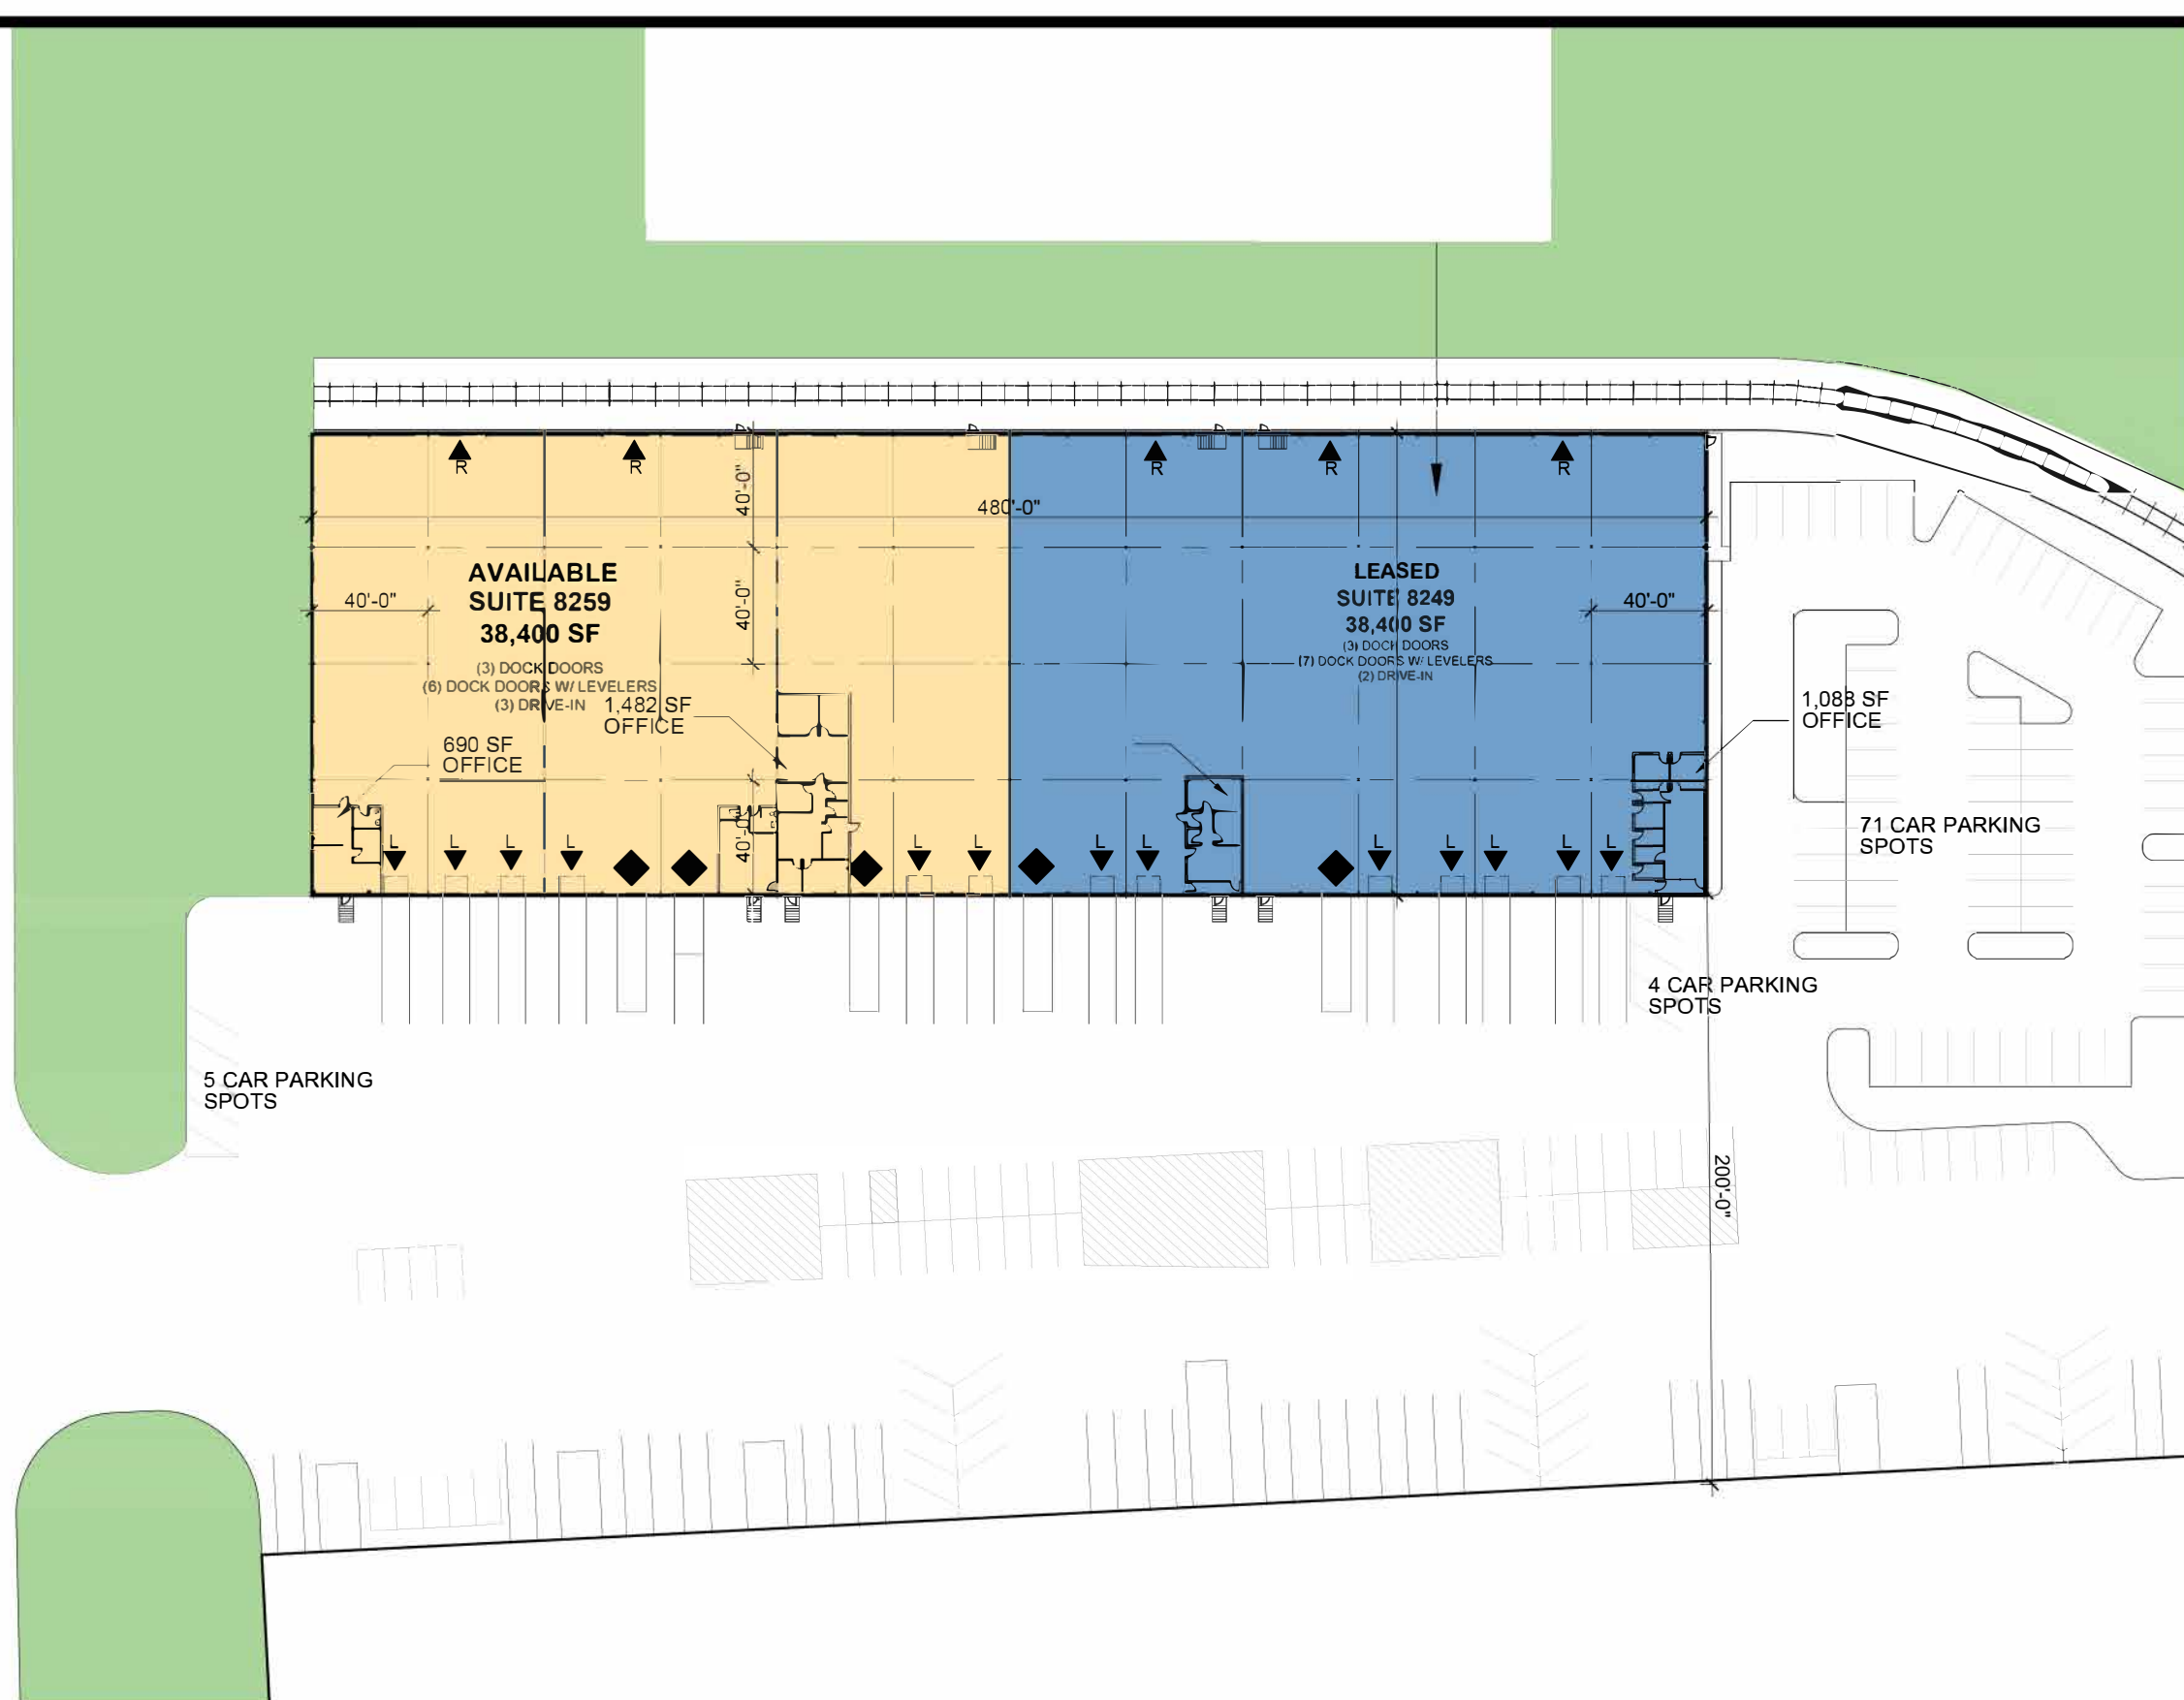 R
R
R
R
R
40'-0"
480'-0"
AVAILABLE
SUITE 8259
38,400 SF
(3) DOCK DOORS
(6) DOCK DOORS W/ LEVELERS
(3) DRIVE-IN
40'-0"
40'-0"
LEASED
SUITE 8249
38,400 SF
(3) DOCK DOORS
(7) DOCK DOORS W/ LEVELERS
(2) DRIVE-IN
40'-0"
1,482 SF
OFFICE
690 SF
OFFICE
1,088 SF
OFFICE
40'-0"
L
L
L
L
L
L
L
L
L
L
L
L
L
71 CAR PARKING
SPOTS
4 CAR PARKING
SPOTS
5 CAR PARKING
SPOTS
200'-0"